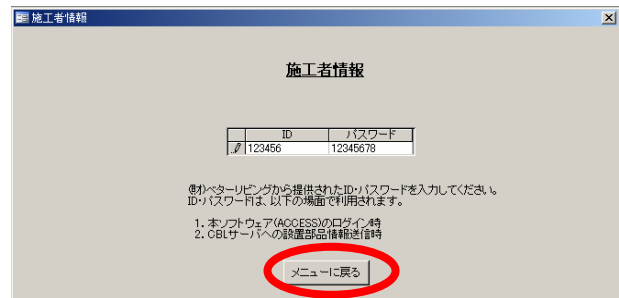 施工者情報
施工者情報
ID パスワード
123456 12345678
㈶ベターリビングから提供されたID・パスワードを入力してください。
ID・パスワードは、以下の場面で利用されます。
1. 本ソフトウェア(ACCESS)のログイン時
2. CBLサーバへの設置部品情報送信時
メニューに戻る